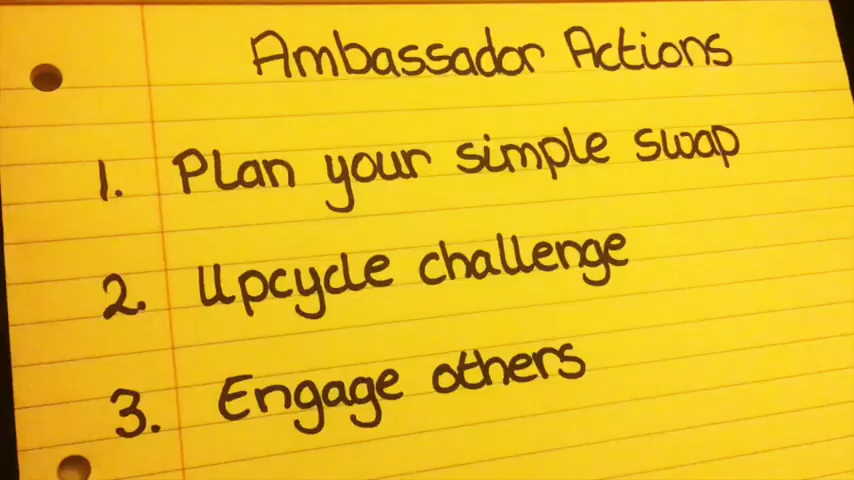 Ambassador Actions
1. Plan your simple swap
2. Upcycle challenge
3. Engage others